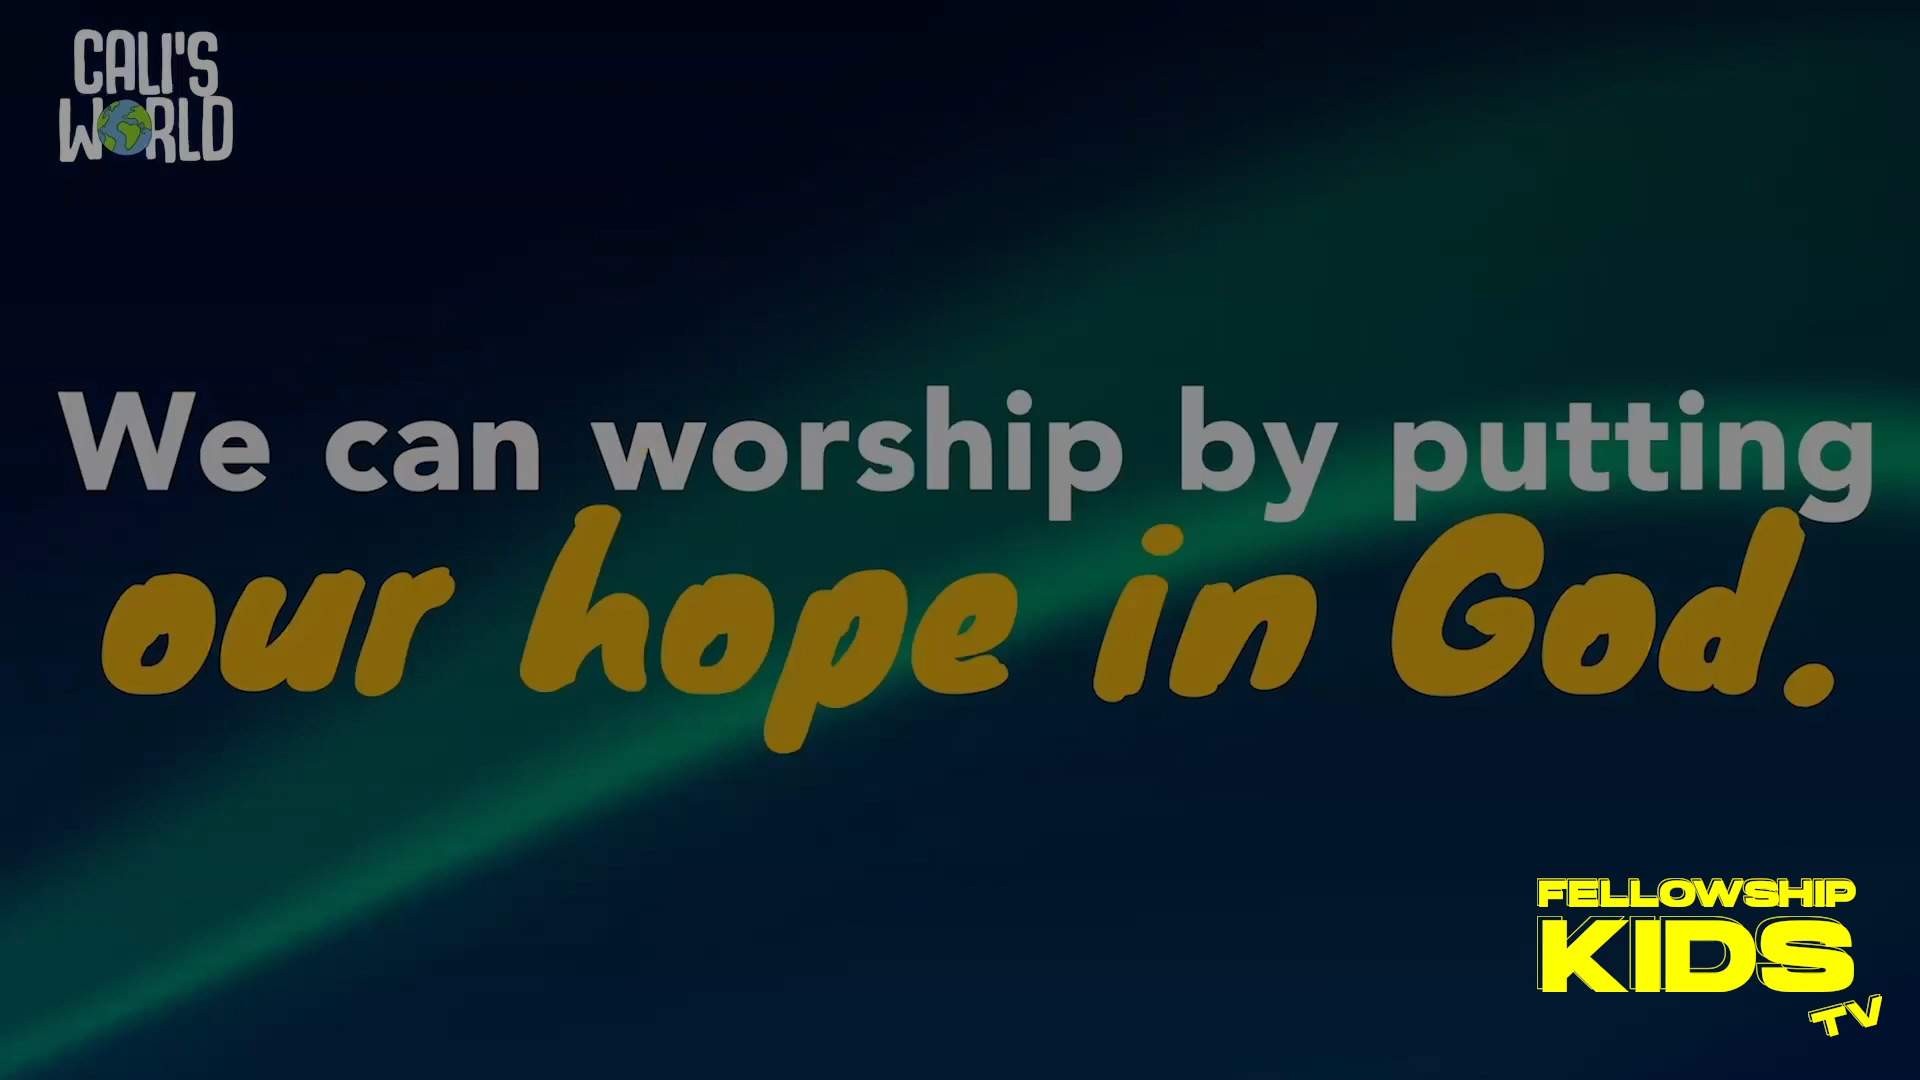 CALI'S
WORLD
We can worship by putting
our hope in God.
FELLOWSHIP
KIDS
TV